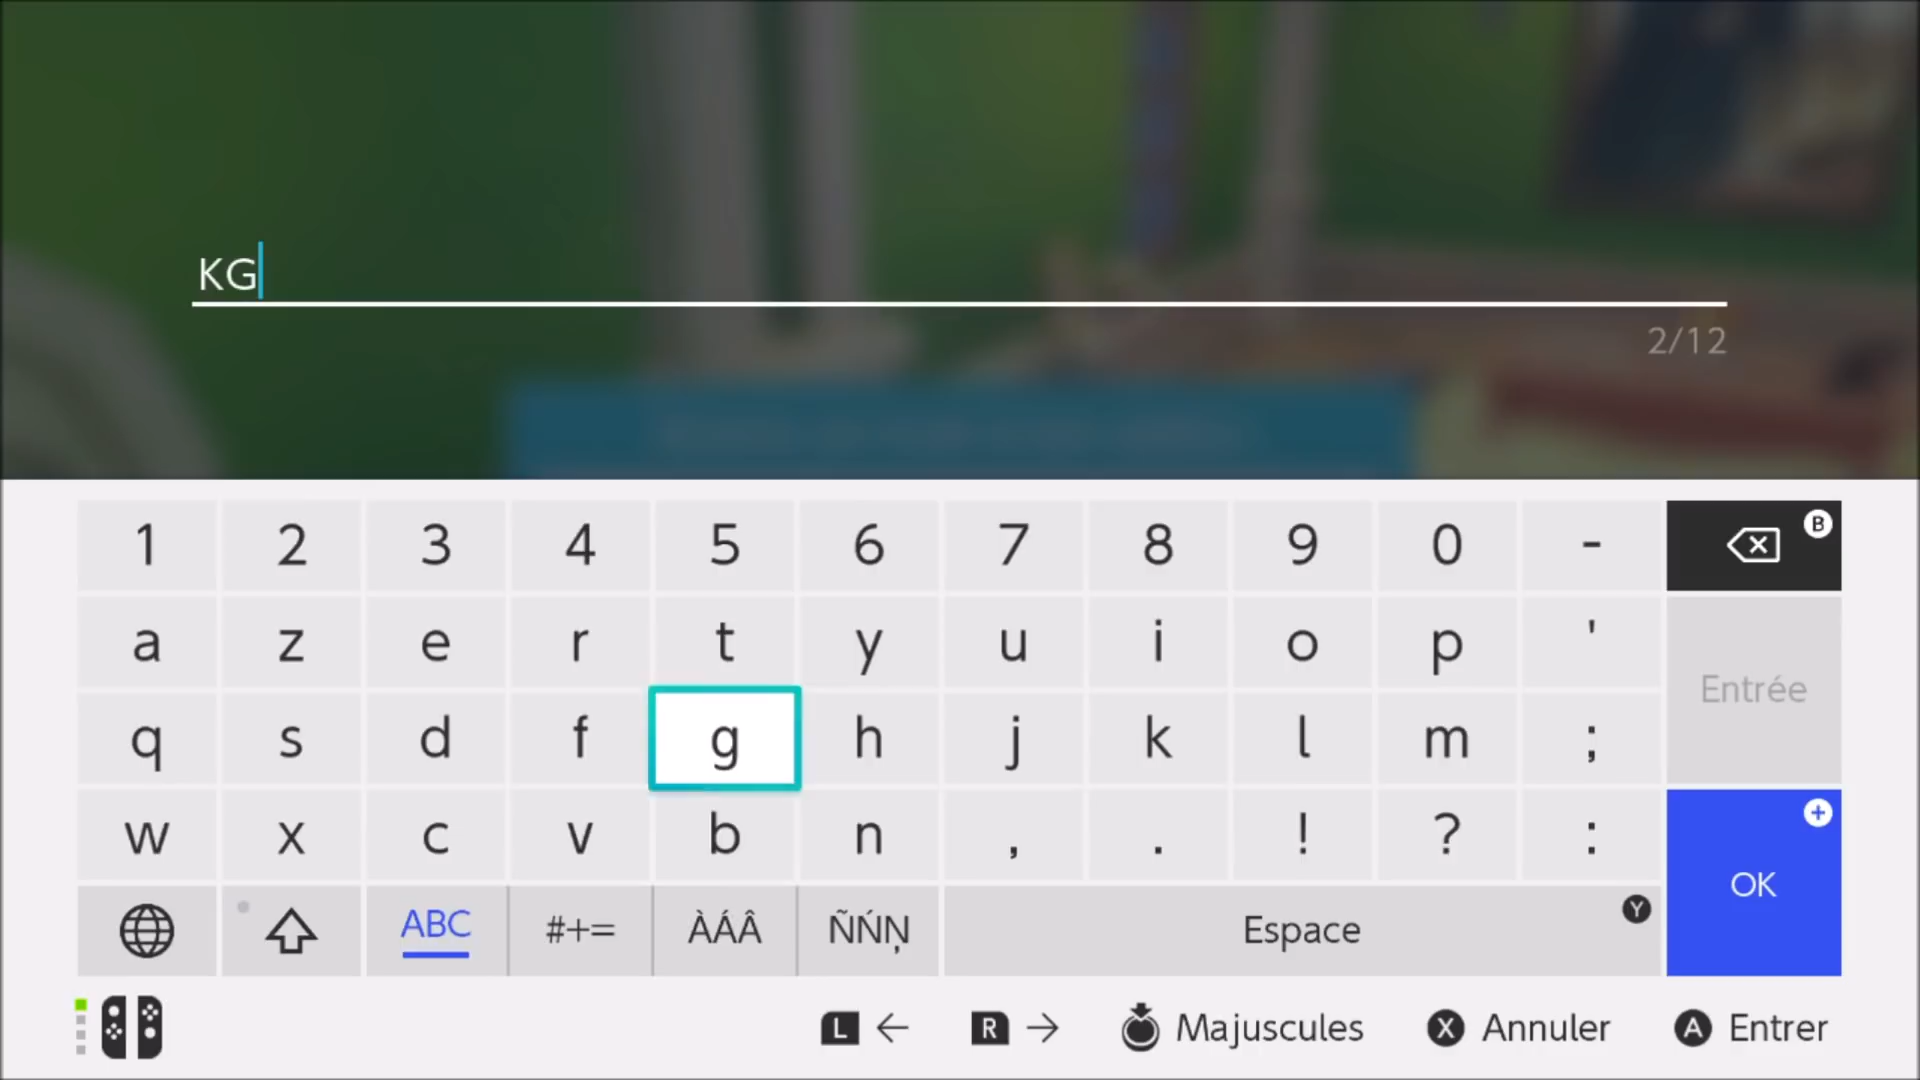 KG
2/12
1 2 3 4 5 6 7 8 9 0 - B
a z e r t y u i o p '
Entrée
q s d f g h j k l m ;
w x c v b n , . ! ? : +
OK
ABC #+= ÀÁÂ ÑŃŅ Espace Y
L ← R → Majuscules X Annuler A Entrer